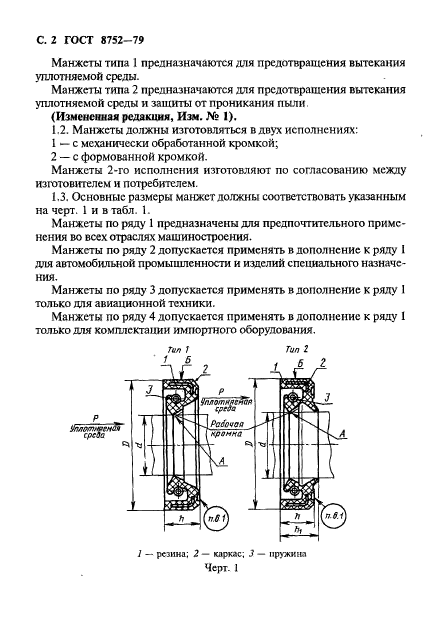 С. 2 ГОСТ 8752—79
Манжеты типа 1 предназначаются для предотвращения вытекания
уплотняемой среды.
Манжеты типа 2 предназначаются для предотвращения вытекания
уплотняемой среды и защиты от проникания пыли.
(Измененная редакция, Изм. № 1).
1.2. Манжеты должны изготовляться в двух исполнениях:
1 — с механически обработанной кромкой;
2 — с формованной кромкой.
Манжеты 2-го исполнения изготовляют по согласованию между
изготовителем и потребителем.
1.3. Основные размеры манжет должны соответствовать указанным
на черт. 1 и в табл. 1.
Манжеты по ряду 1 предназначены для предпочтительного приме-
нения во всех отраслях машиностроения.
Манжеты по ряду 2 допускается применять в дополнение к ряду 1
для автомобильной промышленности и изделий специального назначе-
ния.
Манжеты по ряду 3 допускается применять в дополнение к ряду 1
только для авиационной техники.
Манжеты по ряду 4 допускается применять в дополнение к ряду 1
только для комплектации импортного оборудования.
Тип 1 Тип 2
1 Б 2 1 Б 2
3 3
P Уплотняемая среда
P Уплотняемая среда
Рабочая кромка
D d D d
А А
h п.6.1 h h₁ п.6.1
1 — резина; 2 — каркас; 3 — пружина
Черт. 1